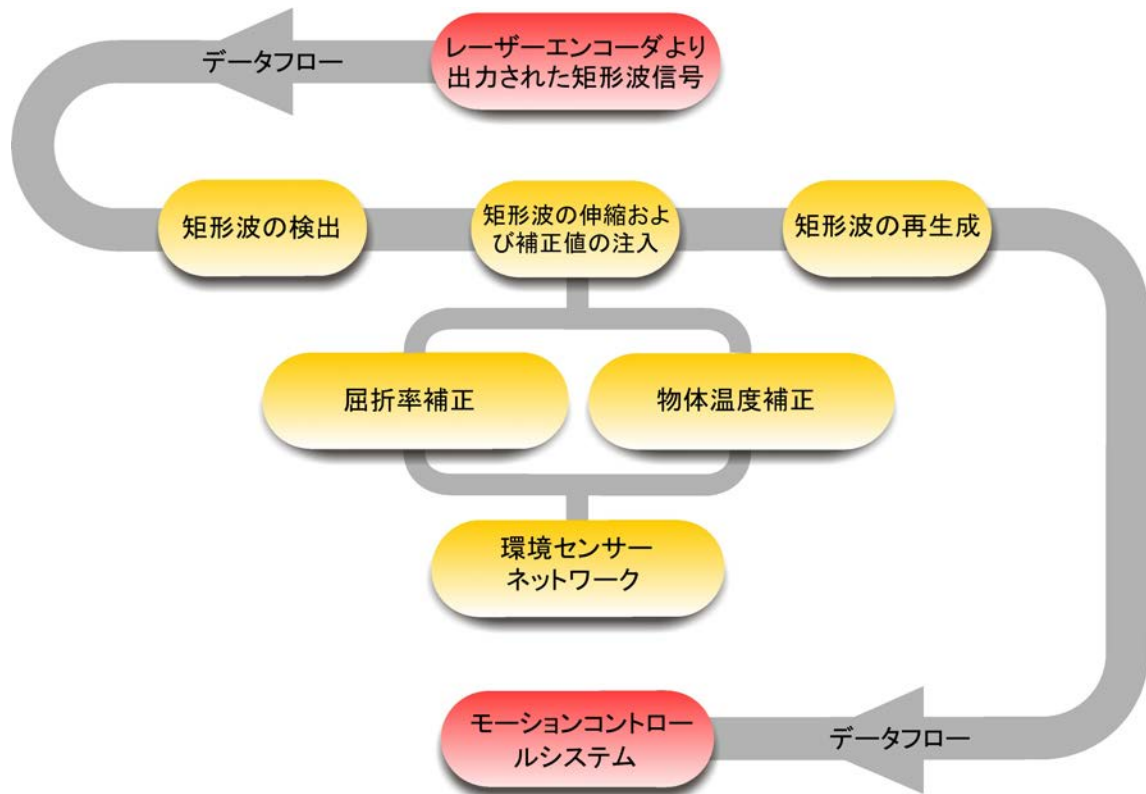 データフロー
レーザーエンコーダより
出力された矩形波信号
矩形波の検出
矩形波の伸縮およ
び補正値の注入
矩形波の再生成
屈折率補正
物体温度補正
環境センサー
ネットワーク
モーションコントロー
ルシステム
データフロー